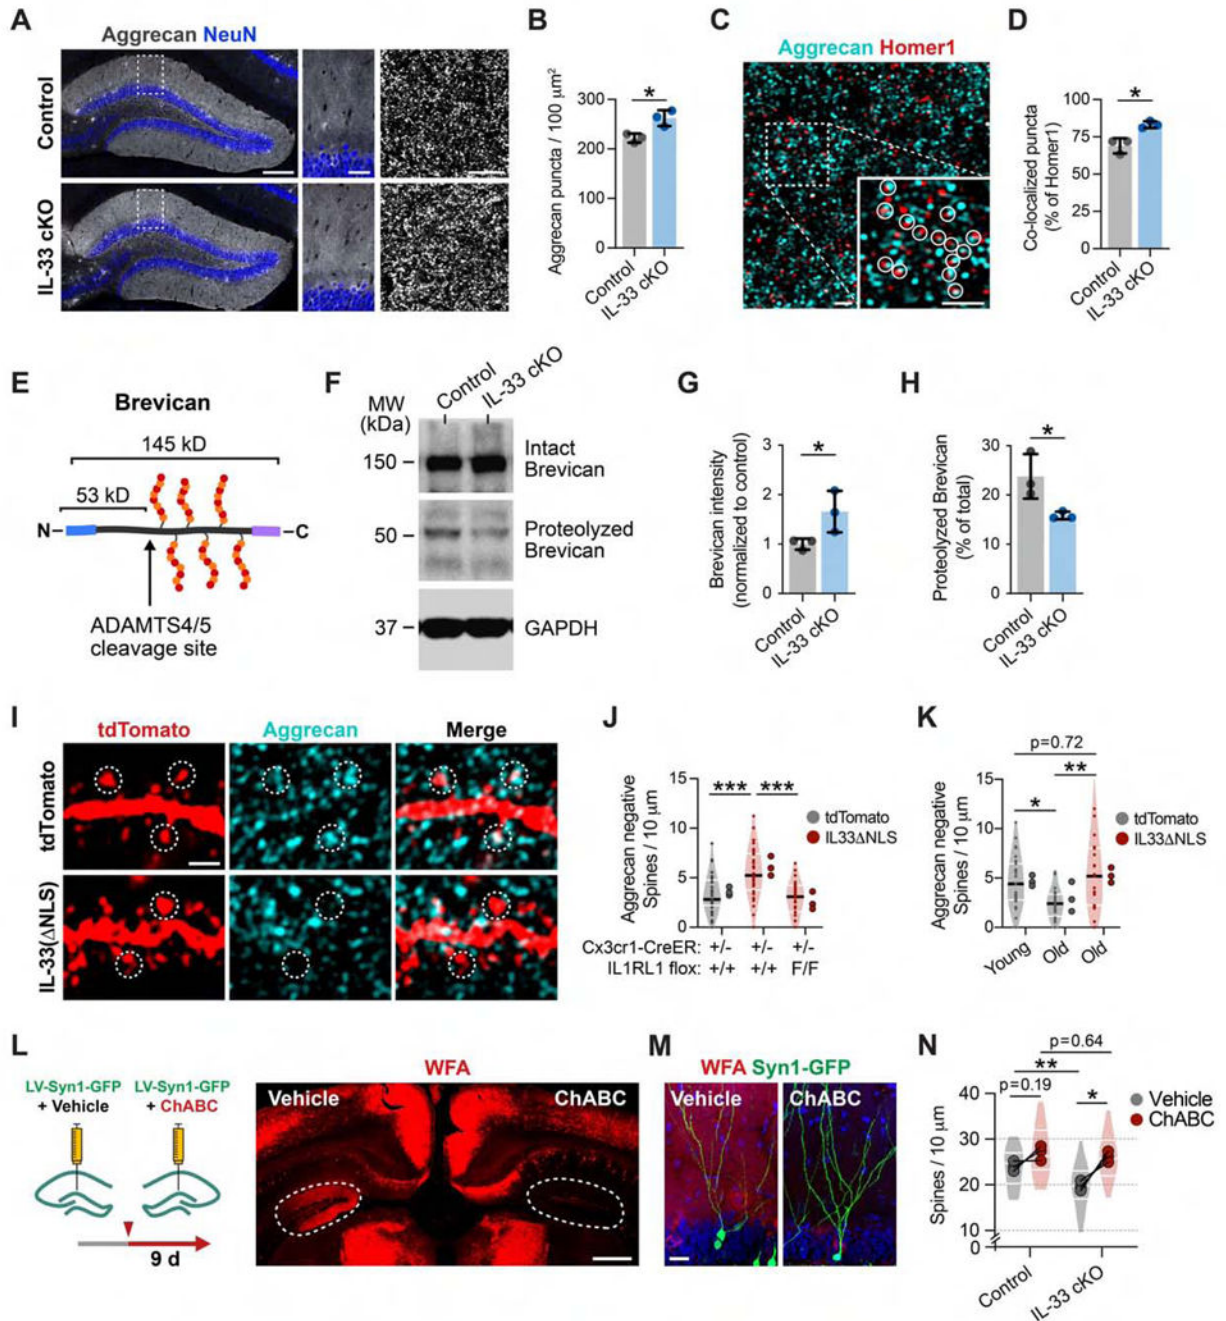 A
Aggrecan NeuN
Control
IL-33 cKO
B
*
Aggrecan puncta / 100 µm²
300
200
100
0
Control
IL-33 cKO
C
Aggrecan Homer1
D
*
Co-localized puncta
(% of Homer1)
100
75
50
25
0
Control
IL-33 cKO
E
Brevican
145 kD
53 kD
N
C
ADAMTS4/5
cleavage site
F
Control
IL-33 cKO
MW
(kDa)
150
Intact
Brevican
50
Proteolyzed
Brevican
37
GAPDH
G
*
Brevican intensity
(normalized to control)
3
2
1
0
Control
IL-33 cKO
H
*
Proteolyzed Brevican
(% of total)
30
20
10
0
Control
IL-33 cKO
I
tdTomato Aggrecan Merge
tdTomato
IL-33(ΔNLS)
J
*** ***
Aggrecan negative
Spines / 10 µm
15
10
5
0
tdTomato
IL33ΔNLS
Cx3cr1-CreER: +/- +/- +/-
IL1RL1 flox: +/+ +/+ F/F
K
p=0.72
**
*
Aggrecan negative
Spines / 10 µm
15
10
5
0
tdTomato
IL33ΔNLS
Young
Old
Old
L
LV-Syn1-GFP
+ Vehicle
LV-Syn1-GFP
+ ChABC
9 d
WFA
Vehicle
ChABC
M
WFA Syn1-GFP
Vehicle
ChABC
N
p=0.64
**
p=0.19
*
Spines / 10 µm
40
30
20
10
0
Vehicle
ChABC
Control
IL-33 cKO